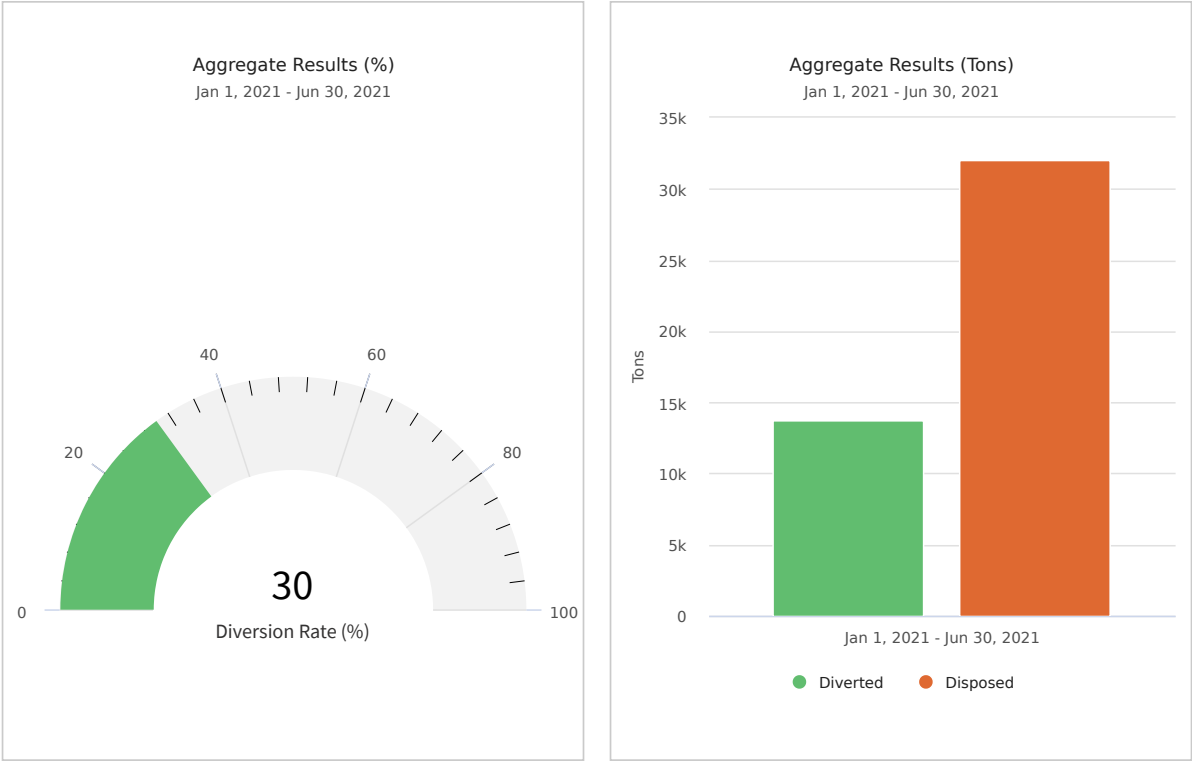 Aggregate Results (%)
Jan 1, 2021 - Jun 30, 2021
40
60
20
80
0
100
30
Diversion Rate (%)
Aggregate Results (Tons)
Jan 1, 2021 - Jun 30, 2021
35k
30k
25k
20k
15k
10k
5k
0
Tons
Jan 1, 2021 - Jun 30, 2021
Diverted
Disposed